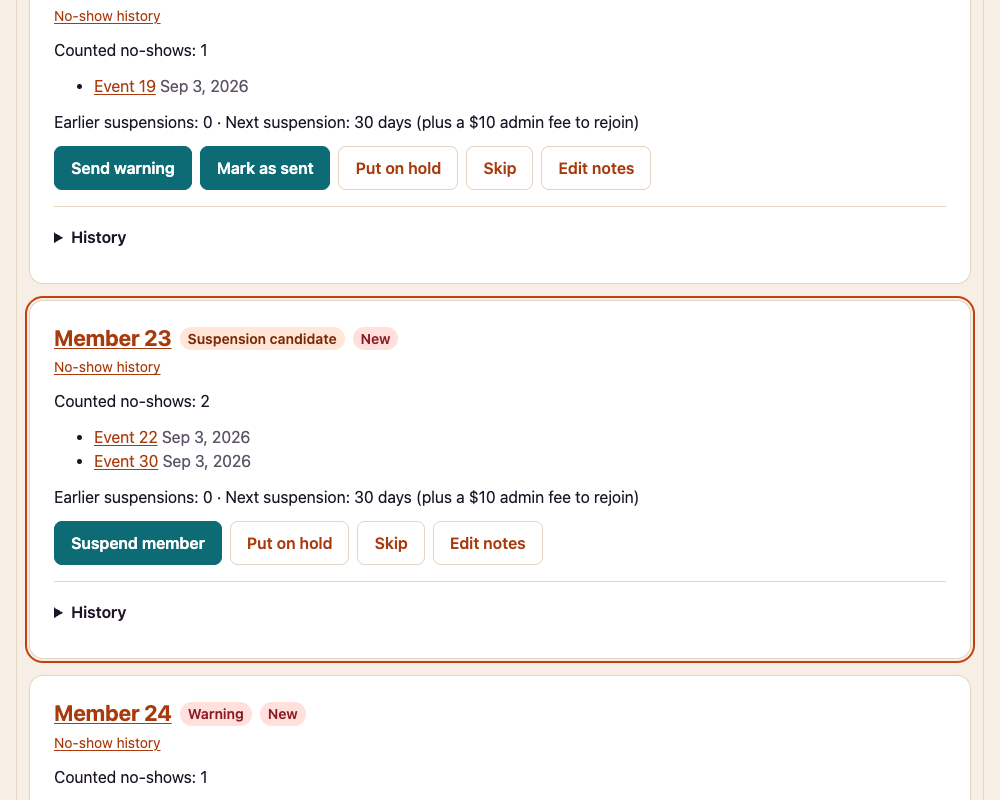 No-show history
Counted no-shows: 1
• Event 19 Sep 3, 2026
Earlier suspensions: 0 · Next suspension: 30 days (plus a $10 admin fee to rejoin)
Send warning Mark as sent Put on hold Skip Edit notes
▶ History
Member 23 Suspension candidate New
No-show history
Counted no-shows: 2
• Event 22 Sep 3, 2026
• Event 30 Sep 3, 2026
Earlier suspensions: 0 · Next suspension: 30 days (plus a $10 admin fee to rejoin)
Suspend member Put on hold Skip Edit notes
▶ History
Member 24 Warning New
No-show history
Counted no-shows: 1